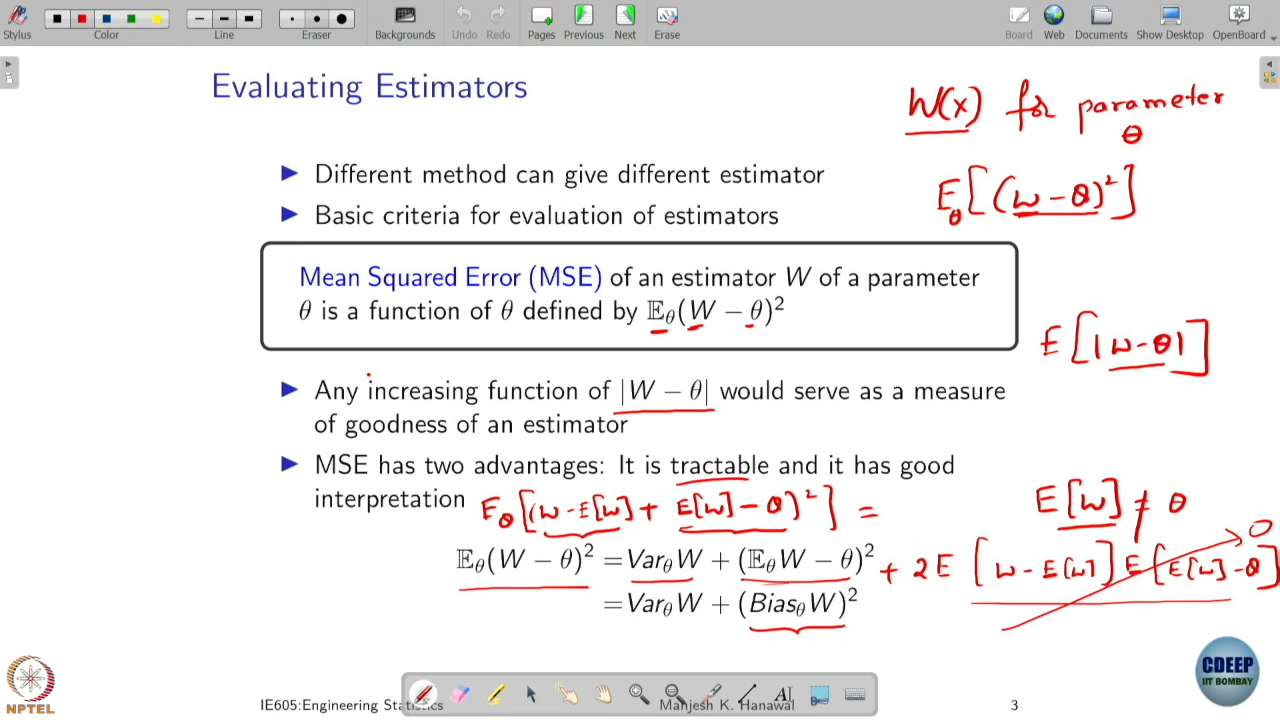 Stylus Color Line Eraser Backgrounds Undo Redo Pages Previous Next Erase Board Web Documents Show Desktop OpenBoard
Evaluating Estimators
W(x) for parameter
θ
▶ Different method can give different estimator
E_θ[(W-θ)²]
▶ Basic criteria for evaluation of estimators
Mean Squared Error (MSE) of an estimator W of a parameter
θ is a function of θ defined by 𝔼_θ(W − θ)²
E[|W-θ|]
▶ Any increasing function of |W − θ| would serve as a measure
of goodness of an estimator
▶ MSE has two advantages: It is tractable and it has good
interpretation
E_θ[(W-E[W] + E[W]-θ)²] =
E[W] ≠ θ
𝔼_θ(W − θ)² = Var_θW + (𝔼_θW − θ)² + 2E [W-E[W]] E[E[W]-θ] 0
= Var_θW + (Bias_θW)²
CDEEP
IIT BOMBAY
NPTEL
IE605:Engineering Statistics Manjesh K. Hanawal 3